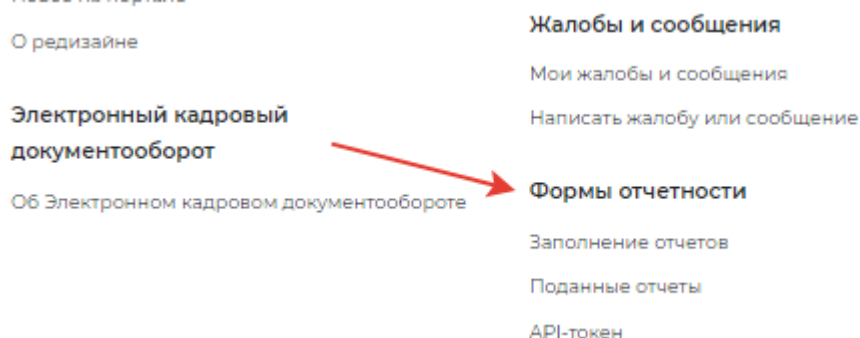 О редизайне
Электронный кадровый
документооборот
Об Электронном кадровом документообороте
Жалобы и сообщения
Мои жалобы и сообщения
Написать жалобу или сообщение
Формы отчетности
Заполнение отчетов
Поданные отчеты
API-токен